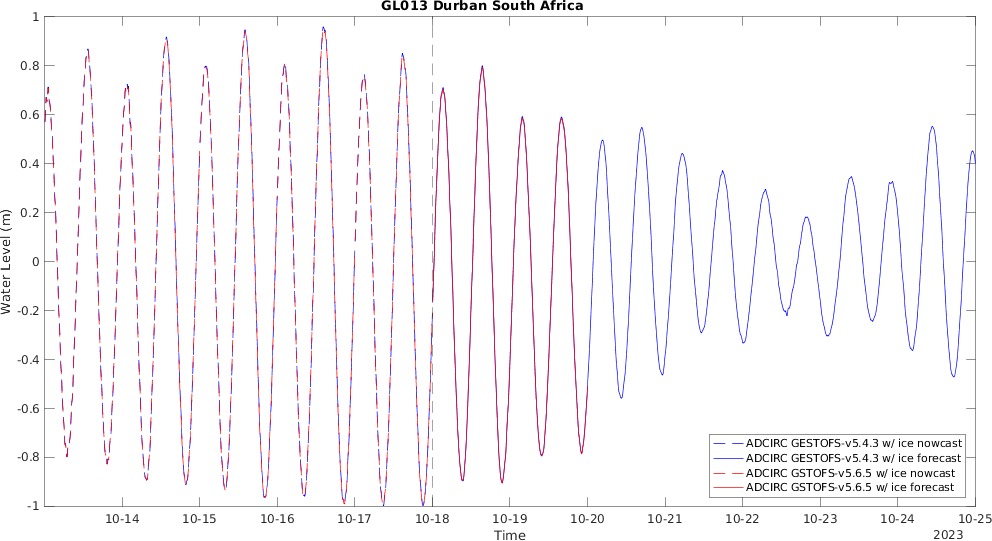 GL013 Durban South Africa
1
0.8
0.6
0.4
0.2
0
-0.2
-0.4
-0.6
-0.8
-1
Water Level (m)
ADCIRC GESTOFS-v5.4.3 w/ ice nowcast
ADCIRC GESTOFS-v5.4.3 w/ ice forecast
ADCIRC GSTOFS-v5.6.5 w/ ice nowcast
ADCIRC GSTOFS-v5.6.5 w/ ice forecast
10-14 10-15 10-16 10-17 10-18 10-19 10-20 10-21 10-22 10-23 10-24 10-25
Time
2023